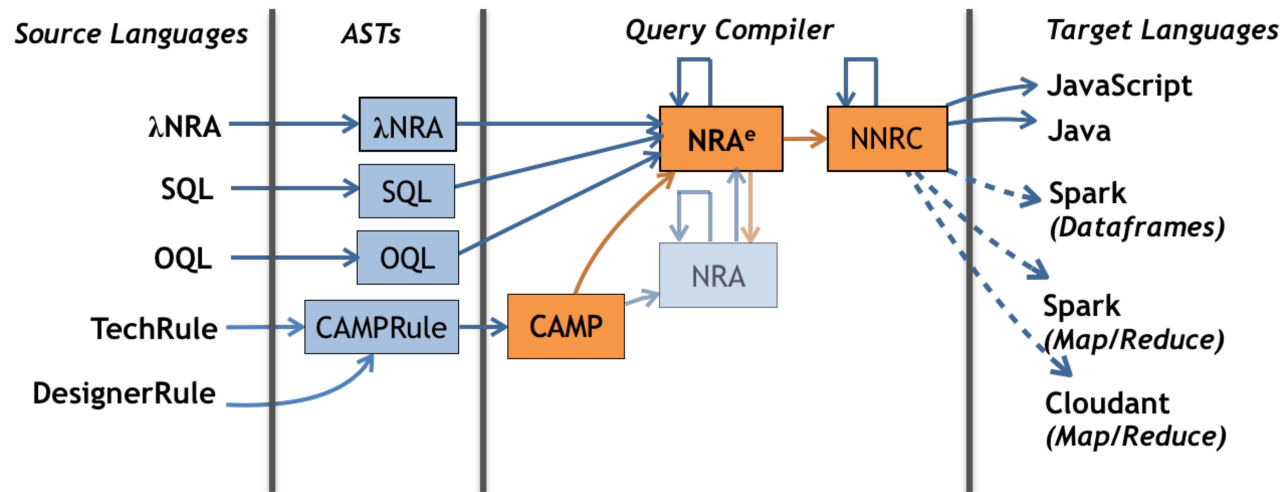 Source Languages
ASTs
Query Compiler
Target Languages
λNRA
λNRA
NRAᵉ
NNRC
JavaScript
Java
SQL
SQL
Spark
(Dataframes)
OQL
OQL
NRA
TechRule
CAMPRule
CAMP
Spark
(Map/Reduce)
DesignerRule
Cloudant
(Map/Reduce)